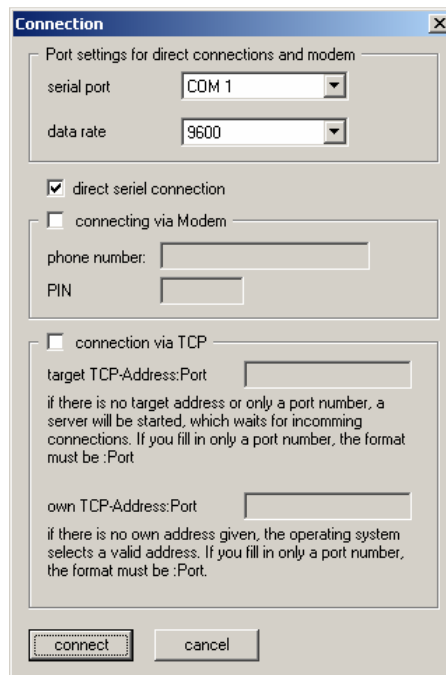 Connection
Port settings for direct connections and modem
serial port COM 1
data rate 9600
direct seriel connection
connecting via Modem
phone number:
PIN
connection via TCP
target TCP-Address:Port
if there is no target address or only a port number, a
server will be started, which waits for incomming
connections. If you fill in only a port number, the format
must be :Port
own TCP-Address:Port
if there is no own address given, the operating system
selects a valid address. If you fill in only a port number,
the format must be :Port.
connect cancel